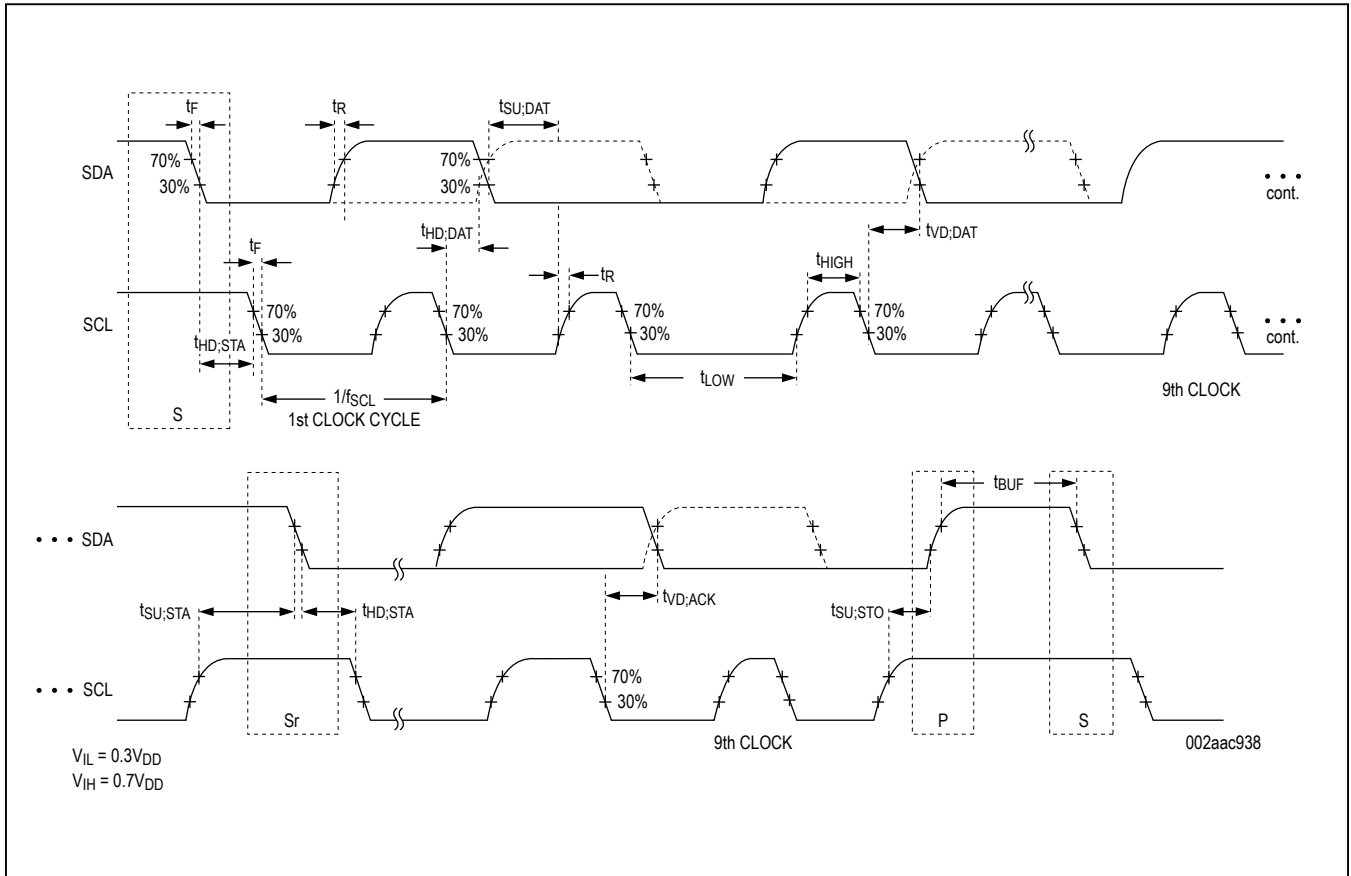 tF
tR
tSU;DAT
70%
30%
SDA
70%
30%
• • •
cont.
tF
tHD;DAT
tR
tHIGH
tVD;DAT
SCL
70%
30%
70%
30%
70%
30%
70%
30%
• • •
cont.
tHD;STA
tLOW
1/fSCL
1st CLOCK CYCLE
9th CLOCK
S
tBUF
• • • SDA
tSU;STA
tHD;STA
tVD;ACK
tSU;STO
• • • SCL
70%
30%
Sr
9th CLOCK
P
S
002aac938
VIL = 0.3VDD
VIH = 0.7VDD